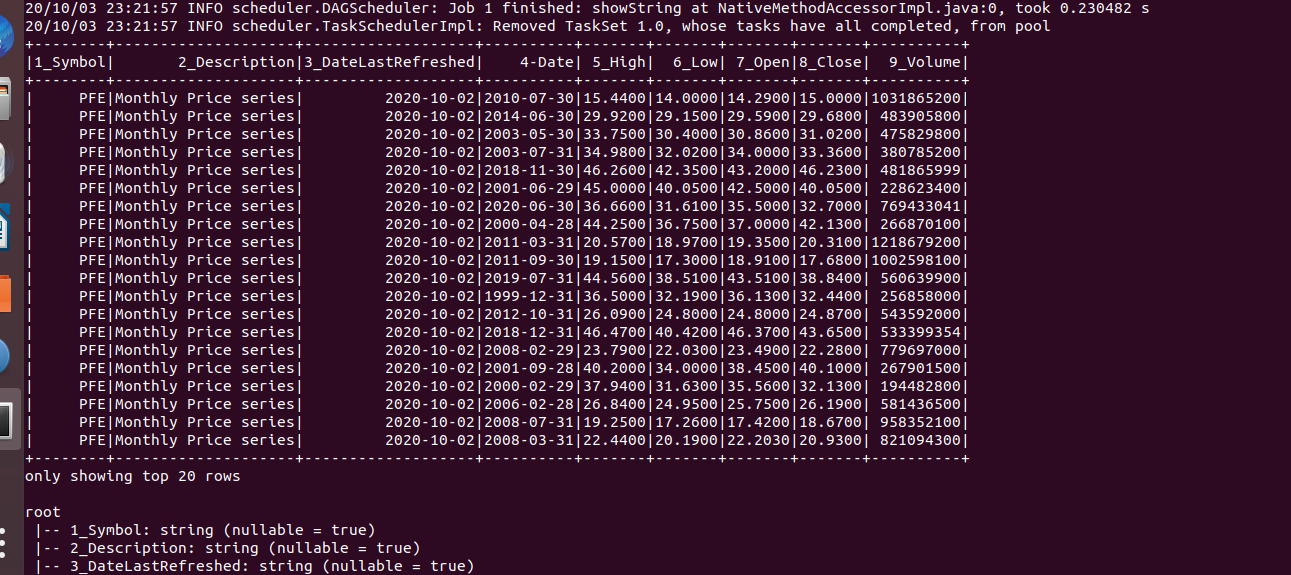 20/10/03 23:21:57 INFO scheduler.DAGScheduler: Job 1 finished: showString at NativeMethodAccessorImpl.java:0, took 0.230482 s
20/10/03 23:21:57 INFO scheduler.TaskSchedulerImpl: Removed TaskSet 1.0, whose tasks have all completed, from pool
+--------+--------------------+-------------------+----------+-------+-------+-------+-------+----------+
|1_Symbol|       2_Description|3_DateLastRefreshed|    4-Date| 5_High|  6_Low| 7_Open|8_Close|  9_Volume|
+--------+--------------------+-------------------+----------+-------+-------+-------+-------+----------+
|     PFE|Monthly Price series|         2020-10-02|2010-07-30|15.4400|14.0000|14.2900|15.0000|1031865200|
|     PFE|Monthly Price series|         2020-10-02|2014-06-30|29.9200|29.1500|29.5900|29.6800| 483905800|
|     PFE|Monthly Price series|         2020-10-02|2003-05-30|33.7500|30.4000|30.8600|31.0200| 475829800|
|     PFE|Monthly Price series|         2020-10-02|2003-07-31|34.9800|32.0200|34.0000|33.3600| 380785200|
|     PFE|Monthly Price series|         2020-10-02|2018-11-30|46.2600|42.3500|43.2000|46.2300| 481865999|
|     PFE|Monthly Price series|         2020-10-02|2001-06-29|45.0000|40.0500|42.5000|40.0500| 228623400|
|     PFE|Monthly Price series|         2020-10-02|2020-06-30|36.6600|31.6100|35.5000|32.7000| 769433041|
|     PFE|Monthly Price series|         2020-10-02|2000-04-28|44.2500|36.7500|37.0000|42.1300| 266870100|
|     PFE|Monthly Price series|         2020-10-02|2011-03-31|20.5700|18.9700|19.3500|20.3100|1218679200|
|     PFE|Monthly Price series|         2020-10-02|2011-09-30|19.1500|17.3000|18.9100|17.6800|1002598100|
|     PFE|Monthly Price series|         2020-10-02|2019-07-31|44.5600|38.5100|43.5100|38.8400| 560639900|
|     PFE|Monthly Price series|         2020-10-02|1999-12-31|36.5000|32.1900|36.1300|32.4400| 256858000|
|     PFE|Monthly Price series|         2020-10-02|2012-10-31|26.0900|24.8000|24.8000|24.8700| 543592000|
|     PFE|Monthly Price series|         2020-10-02|2018-12-31|46.4700|40.4200|46.3700|43.6500| 533399354|
|     PFE|Monthly Price series|         2020-10-02|2008-02-29|23.7900|22.0300|23.4900|22.2800| 779697000|
|     PFE|Monthly Price series|         2020-10-02|2001-09-28|40.2000|34.0000|38.4500|40.1000| 267901500|
|     PFE|Monthly Price series|         2020-10-02|2000-02-29|37.9400|31.6300|35.5600|32.1300| 194482800|
|     PFE|Monthly Price series|         2020-10-02|2006-02-28|26.8400|24.9500|25.7500|26.1900| 581436500|
|     PFE|Monthly Price series|         2020-10-02|2008-07-31|19.2500|17.2600|17.4200|18.6700| 958352100|
|     PFE|Monthly Price series|         2020-10-02|2008-03-31|22.4400|20.1900|22.2030|20.9300| 821094300|
+--------+--------------------+-------------------+----------+-------+-------+-------+-------+----------+
only showing top 20 rows
root
 |-- 1_Symbol: string (nullable = true)
 |-- 2_Description: string (nullable = true)
 |-- 3_DateLastRefreshed: string (nullable = true)